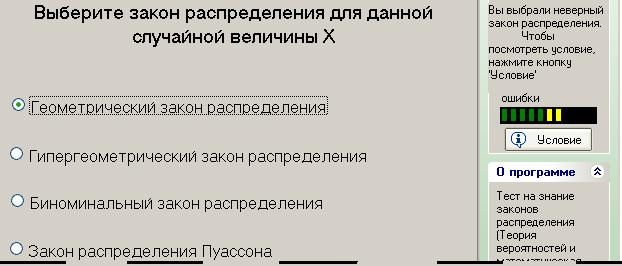 Выберите закон распределения для данной
случайной величины X
Геометрический закон распределения
Гипергеометрический закон распределения
Биноминальный закон распределения
Закон распределения Пуассона
Вы выбрали неверный
закон распределения.
Чтобы
посмотреть условие,
нажмите кнопку
'Условие'
ошибки
Условие
О программе
Тест на знание
законов
распределения
(Теория
вероятностей и
математическая